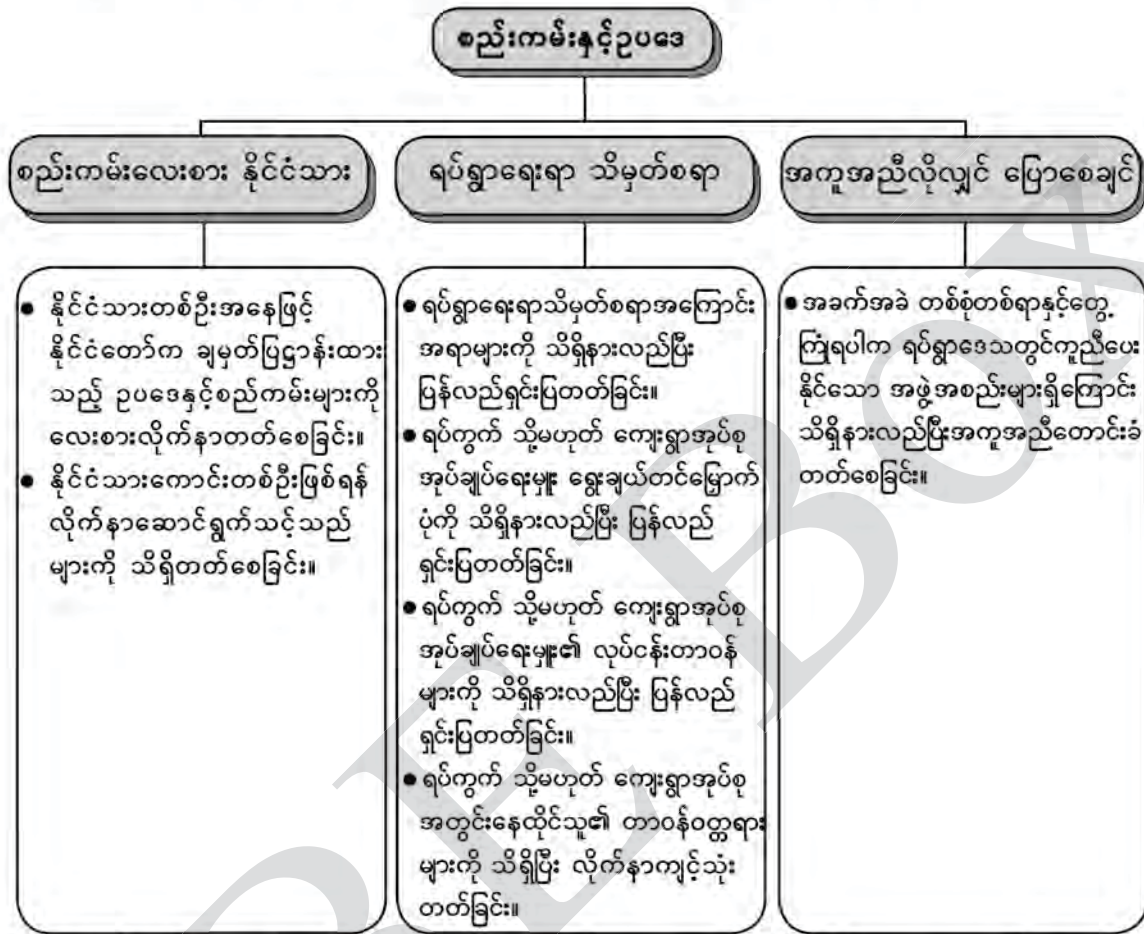 စည်းကမ်းနှင့်ဥပဒေ
စည်းကမ်းလေးစား နိုင်ငံသား
ရပ်ရွာရေးရာ သိမှတ်စရာ
အကူအညီလိုလျှင် ပြောစေချင်
● နိုင်ငံသားတစ်ဦးအနေဖြင့်
နိုင်ငံတော်က ချမှတ်ပြဋ္ဌာန်းထား
သည့် ဥပဒေနှင့်စည်ကမ်းများကို
လေးစားလိုက်နာတတ်စေခြင်း။
● နိုင်ငံသားကောင်းတစ်ဦးဖြစ်ရန်
လိုက်နာဆောင်ရွက်သင့်သည်
များကို သိရှိတတ်စေခြင်း။
● ရပ်ရွာရေးရာသိမှတ်စရာအကြောင်း
အရာများကို သိရှိနားလည်ပြီး
ပြန်လည်ရှင်းပြတတ်ခြင်း။
● ရပ်ကွက် သို့မဟုတ် ကျေးရွာအုပ်စု
အုပ်ချုပ်ရေးမှူး ရွေးချယ်တင်မြှောက်
ပုံကို သိရှိနားလည်ပြီး ပြန်လည်
ရှင်းပြတတ်ခြင်း။
● ရပ်ကွက် သို့မဟုတ် ကျေးရွာအုပ်စု
အုပ်ချုပ်ရေးမှူး၏ လုပ်ငန်းတာဝန်
များကို သိရှိနားလည်ပြီး ပြန်လည်
ရှင်းပြတတ်ခြင်း။
● ရပ်ကွက် သို့မဟုတ် ကျေးရွာအုပ်စု
အတွင်းနေထိုင်သူ၏ တာဝန်ဝတ္တရား
များကို သိရှိပြီး လိုက်နာကျင့်သုံး
တတ်ခြင်း။
● အခက်အခဲ တစ်စုံတစ်ရာနှင့်တွေ့
ကြုံရပါက ရပ်ရွာဒေသတွင်ကူညီပေး
နိုင်သော အဖွဲ့အစည်းများရှိကြောင်း
သိရှိနားလည်ပြီးအကူအညီတောင်းခံ
တတ်စေခြင်း။
RE BOX